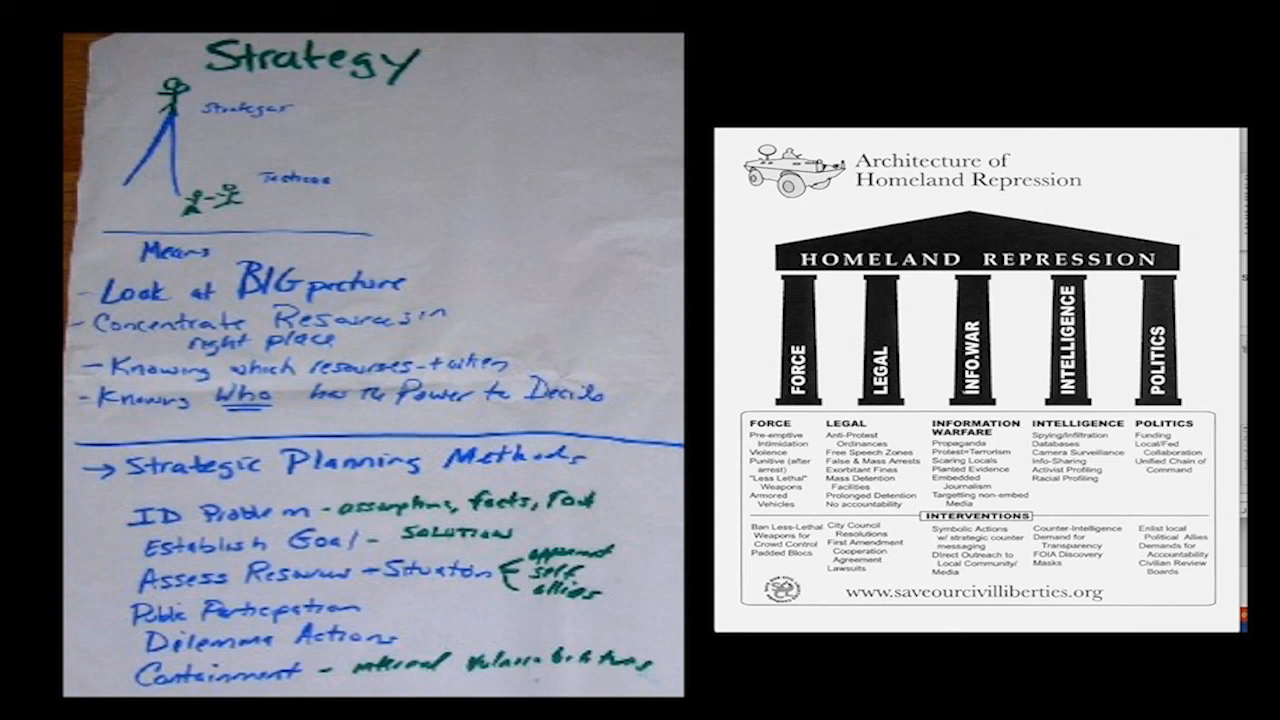 Strategy
Strategos
Means
- Look at BIG picture
- Concentrate Resources in
right place
- Knowing which resources + when
- Knowing Who has the Power to Decide
→ Strategic Planning Methods
ID Problem - assumptions, facts, root
Establish Goal - SOLUTION
Assess Resources + Situation
opponent
self
allies
Public Participation
Dilemma Actions
Containment - internal vulnerabilities
Architecture of
Homeland Repression
HOMELAND REPRESSION
FORCE
LEGAL
INFO.WAR
INTELLIGENCE
POLITICS
FORCE
Pre-emptive
Intimidation
Violence
Punitive (after
arrest)
"Less Lethal"
Weapons
Armored
Vehicles
LEGAL
Anti-Protest
Ordinances
Free Speech Zones
False & Mass Arrests
Exorbitant Fines
Mass Detention
Facilities
Prolonged Detention
No accountability
INFORMATION
WARFARE
Propaganda
Protest=Terrorism
Scaring Locals
Planted Evidence
Embedded
Journalism
Targetting non-embed
Media
INTELLIGENCE
Spying/Infiltration
Databases
Camera Surveillance
Info-Sharing
Activist Profiling
Racial Profiling
POLITICS
Funding
Local/Fed
Collaboration
Unified Chain of
Command
INTERVENTIONS
Ban Less-Lethal
Weapons for
Crowd Control
Padded Blocs
City Council
Resolutions
First Amendment
Cooperation
Agreement
Lawsuits
Symbolic Actions
w/ strategic counter
messaging
Direct Outreach to
Local Community/
Media
Counter-Intelligence
Demand for
Transparency
FOIA Discovery
Masks
Enlist local
Political Allies
Demands for
Accountability
Civilian Review
Boards
www.saveourcivilliberties.org